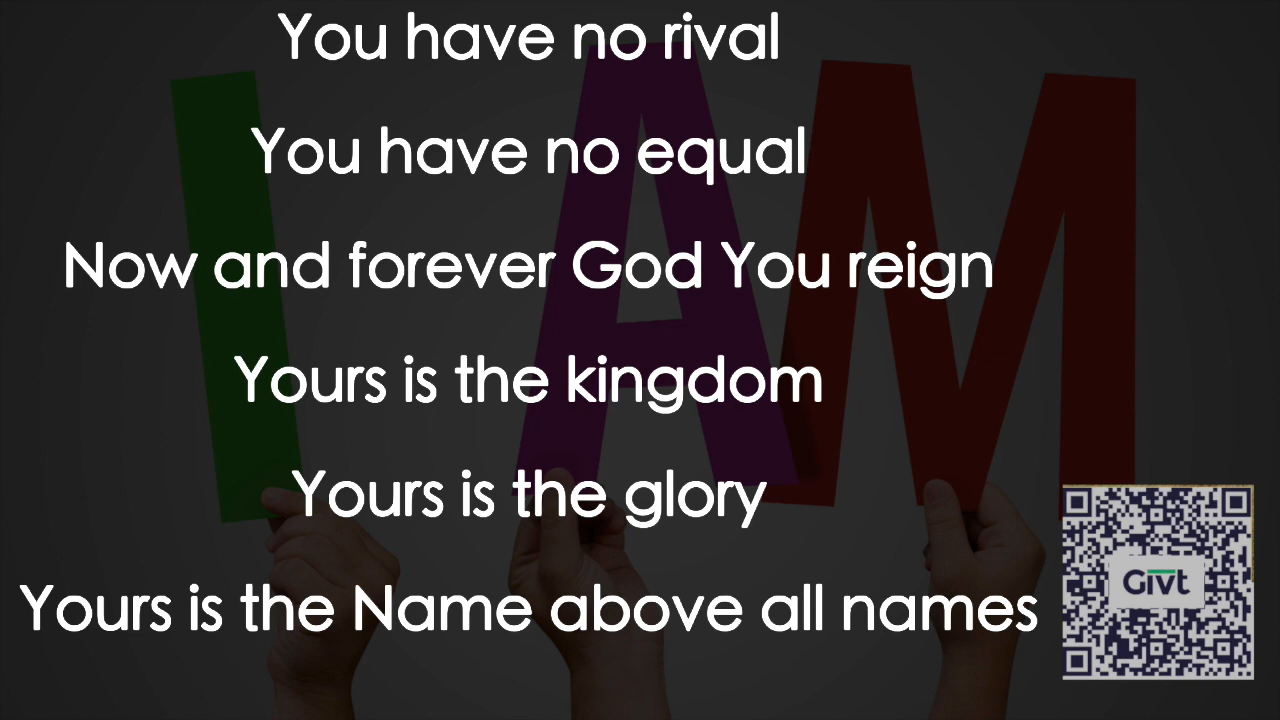 You have no rival
You have no equal
Now and forever God You reign
Yours is the kingdom
Yours is the glory
Yours is the Name above all names
I AM
Givt